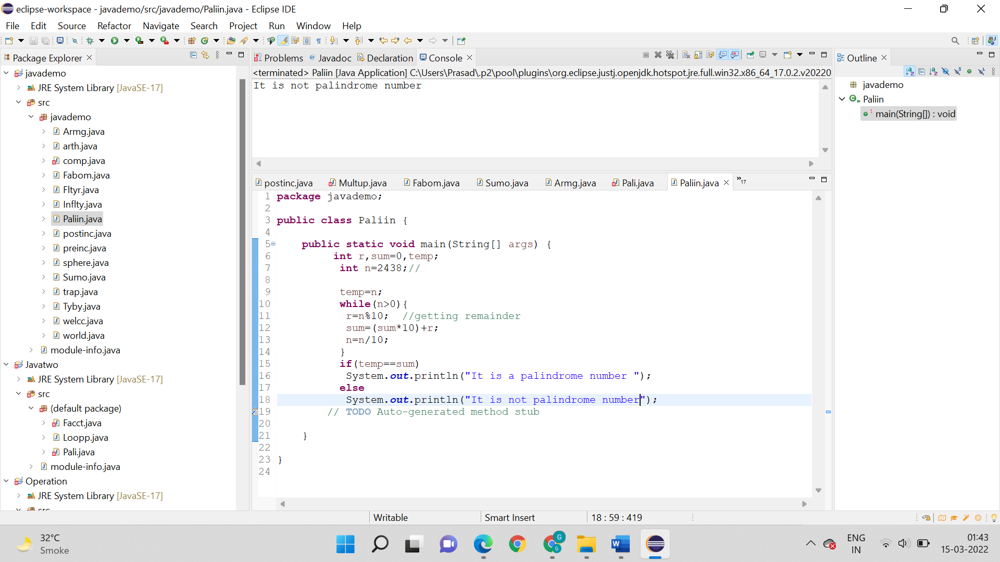 eclipse-workspace - javademo/src/javademo/Paliin.java - Eclipse IDE
File Edit Source Refactor Navigate Search Project Run Window Help
Package Explorer
javademo
JRE System Library [JavaSE-17]
src
javademo
Armg.java
arth.java
comp.java
Fabom.java
Fltyr.java
Inflty.java
Paliin.java
postinc.java
preinc.java
sphere.java
Sumo.java
trap.java
Tyby.java
welcc.java
world.java
module-info.java
Javatwo
JRE System Library [JavaSE-17]
src
(default package)
Facct.java
Loopp.java
Pali.java
module-info.java
Operation
JRE System Library [JavaSE-17]
src
Problems @ Javadoc Declaration Console
<terminated> Paliin [Java Application] C:\Users\Prasad\.p2\pool\plugins\org.eclipse.justj.openjdk.hotspot.jre.full.win32.x86_64_17.0.2.v20220
It is not palindrome number
postinc.java Multup.java Fabom.java Sumo.java Armg.java Pali.java Paliin.java »17
1 package javademo;
2
3 public class Paliin {
4
5 public static void main(String[] args) {
6 int r,sum=0,temp;
7 int n=2438;//
8
9 temp=n;
10 while(n>0){
11 r=n%10; //getting remainder
12 sum=(sum*10)+r;
13 n=n/10;
14 }
15 if(temp==sum)
16 System.out.println("It is a palindrome number ");
17 else
18 System.out.println("It is not palindrome number");
19 // TODO Auto-generated method stub
20
21 }
22
23 }
24
Outline
javademo
Paliin
main(String[]) : void
Writable Smart Insert 18 : 59 : 419
32°C
Smoke
ENG
IN
01:43
15-03-2022